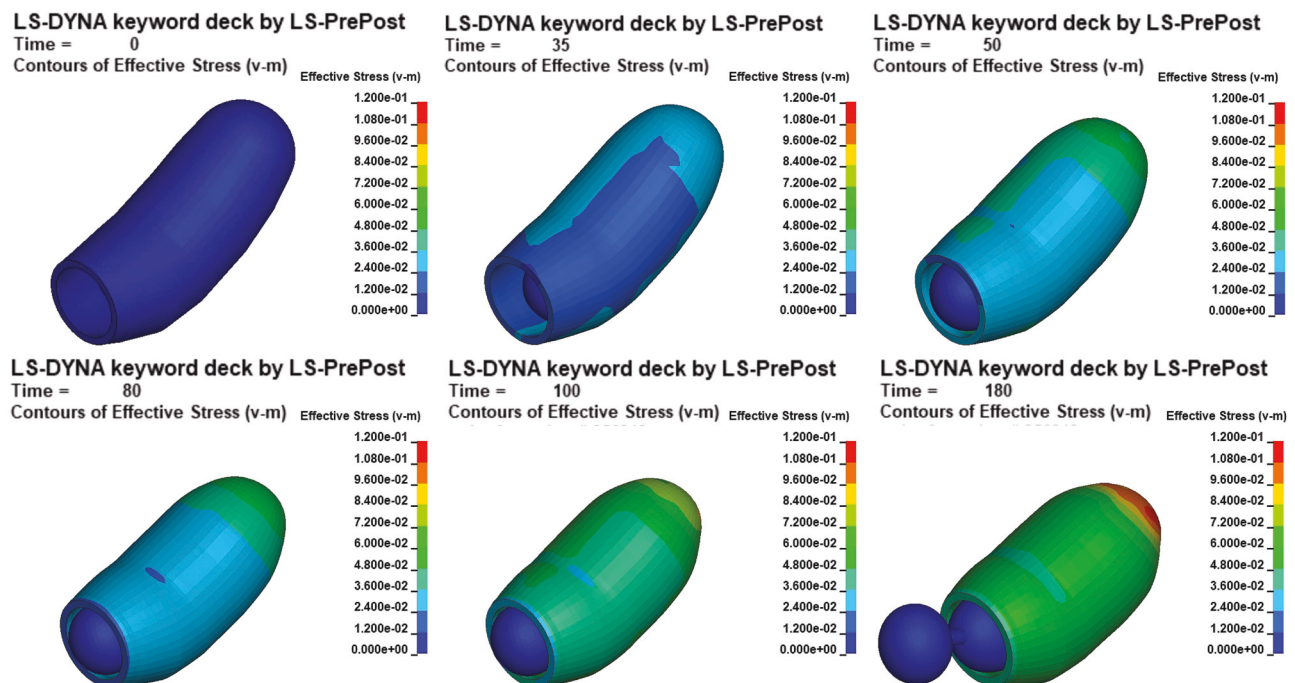 LS-DYNA keyword deck by LS-PrePost
Time = 0
Contours of Effective Stress (v-m)
Effective Stress (v-m)
1.200e-01
1.080e-01
9.600e-02
8.400e-02
7.200e-02
6.000e-02
4.800e-02
3.600e-02
2.400e-02
1.200e-02
0.000e+00
LS-DYNA keyword deck by LS-PrePost
Time = 35
Contours of Effective Stress (v-m)
Effective Stress (v-m)
1.200e-01
1.080e-01
9.600e-02
8.400e-02
7.200e-02
6.000e-02
4.800e-02
3.600e-02
2.400e-02
1.200e-02
0.000e+00
LS-DYNA keyword deck by LS-PrePost
Time = 50
Contours of Effective Stress (v-m)
Effective Stress (v-m)
1.200e-01
1.080e-01
9.600e-02
8.400e-02
7.200e-02
6.000e-02
4.800e-02
3.600e-02
2.400e-02
1.200e-02
0.000e+00
LS-DYNA keyword deck by LS-PrePost
Time = 80
Contours of Effective Stress (v-m)
Effective Stress (v-m)
1.200e-01
1.080e-01
9.600e-02
8.400e-02
7.200e-02
6.000e-02
4.800e-02
3.600e-02
2.400e-02
1.200e-02
0.000e+00
LS-DYNA keyword deck by LS-PrePost
Time = 100
Contours of Effective Stress (v-m)
Effective Stress (v-m)
1.200e-01
1.080e-01
9.600e-02
8.400e-02
7.200e-02
6.000e-02
4.800e-02
3.600e-02
2.400e-02
1.200e-02
0.000e+00
LS-DYNA keyword deck by LS-PrePost
Time = 180
Contours of Effective Stress (v-m)
Effective Stress (v-m)
1.200e-01
1.080e-01
9.600e-02
8.400e-02
7.200e-02
6.000e-02
4.800e-02
3.600e-02
2.400e-02
1.200e-02
0.000e+00